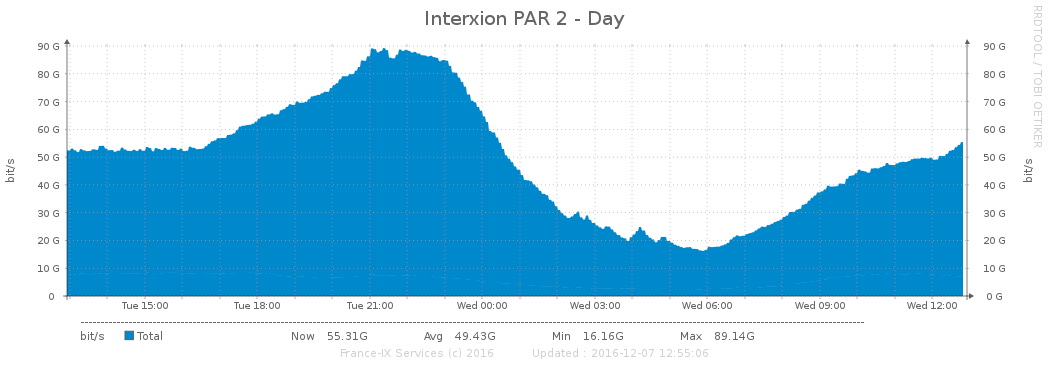 Interxion PAR 2 - Day
RRDTOOL / TOBI OETIKER
90 G 90 G
80 G 80 G
70 G 70 G
60 G 60 G
50 G 50 G
40 G 40 G
30 G 30 G
20 G 20 G
10 G 10 G
0 0 G
bit/s
bit/s
Tue 15:00 Tue 18:00 Tue 21:00 Wed 00:00 Wed 03:00 Wed 06:00 Wed 09:00 Wed 12:00
bit/s Total Now 55.31G Avg 49.43G Min 16.16G Max 89.14G
France-IX Services (c) 2016 Updated : 2016-12-07 12:55:06